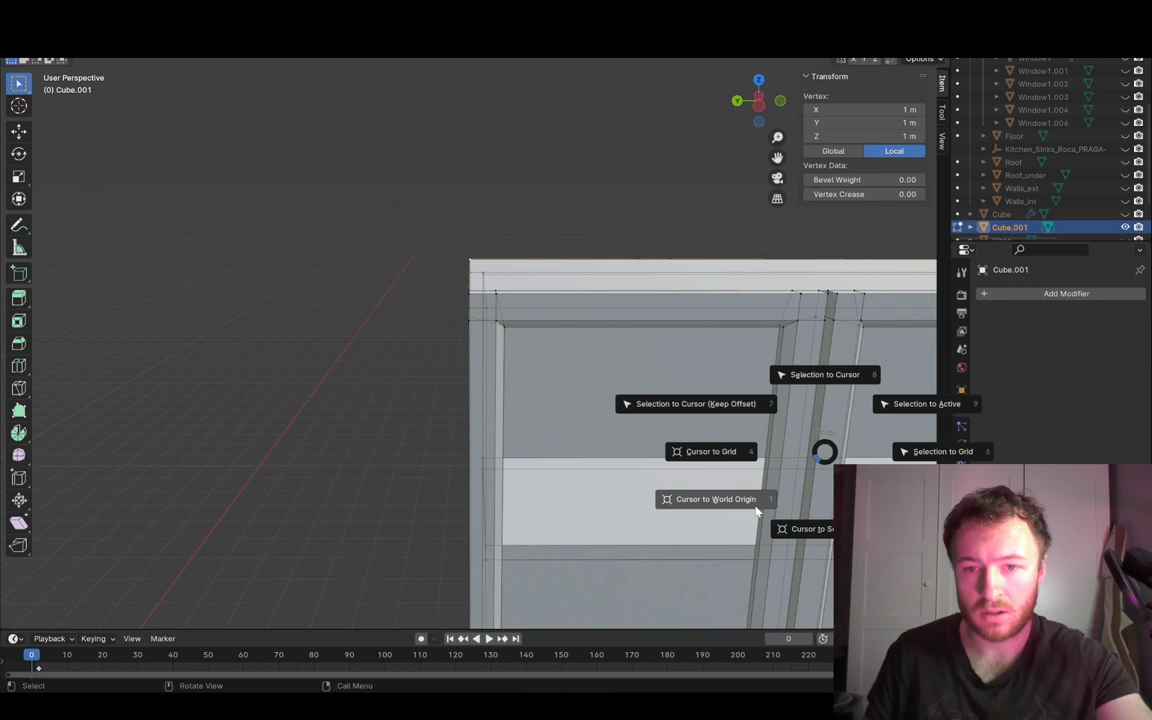 Options
User Perspective
(0) Cube.001
Transform
Vertex:
X 1 m
Y 1 m
Z 1 m
Global Local
Vertex Data:
Bevel Weight 0.00
Vertex Crease 0.00
Z
Y
Item
Tool
View
Window1.001
Window1.002
Window1.003
Window1.004
Window1.006
Floor
Kitchen_Sinks_Roca_PRAGA-
Roof
Roof_under
Walls_ext
Walls_int
Cube
Cube.001
Cube.001
Add Modifier
Selection to Cursor 8
Selection to Cursor (Keep Offset) 7
Selection to Active 9
Cursor to Grid 4
Selection to Grid 6
Cursor to World Origin 1
Cursor to Se
Playback Keying View Marker
0
0 10 20 30 40 50 60 70 80 90 100 110 120 130 140 150 160 170 180 190 200 210 220
Select Rotate View Call Menu